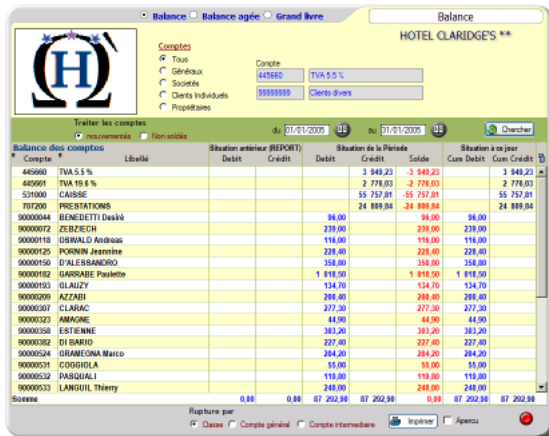 Balance Balance agée Grand livre Balance
HOTEL CLARIDGE'S **
Comptes
Tous
Généraux
Societés
Clients Individuels
Propiétaires
Compte
445660 TVA 5.5 %
99999999 Clients divers
Traiter les comptes
mouvementés Non soldés
du 01/01/2005 au 31/01/2005 Chercher
Balance des comptes Situation antérieur (REPORT) Situation de la Période Situation à ce jour
Compte Libellé Debit Crédit Debit Crédit Solde Cum Debit Cum Crédit
445660 TVA 5.5 % 3 949,23 -3 949,23 3 949,23
445661 TVA 19.6 % 2 776,03 -2 776,03 2 776,03
531000 CAISSE 55 757,81 -55 757,81 55 757,81
707200 PRESTATIONS 24 809,84 -24 809,84 24 809,84
90000044 BENEDETTI Desiré 96,00 96,00 96,00
90000072 ZEBZIECH 239,00 239,00 239,00
90000118 OSWALD Andreas 116,00 116,00 116,00
90000125 PORNIN Jeannine 228,40 228,40 228,40
90000150 D'ALESSANDRO 358,80 358,80 358,80
90000182 GARRABE Paulette 1 018,50 1 018,50 1 018,50
90000193 GLAUZY 134,70 134,70 134,70
90000209 AZZABI 208,40 208,40 208,40
90000307 CLARAC 277,30 277,30 277,30
90000323 AMAGNE 44,90 44,90 44,90
90000358 ESTIENNE 303,20 303,20 303,20
90000382 DI BARIO 227,40 227,40 227,40
90000524 GRAMEGNA Marco 204,20 204,20 204,20
90000531 COGGIOLA 55,00 55,00 55,00
90000532 PASQUALI 119,80 119,80 119,80
90000533 LANGUIL Thierry 248,00 248,00 248,00
Somme 0,00 0,00 87 292,90 87 292,90 0,00 87 292,90 87 292,90
Rupture par
Classe Compte général Compte intermediaire Imprimer Apercu